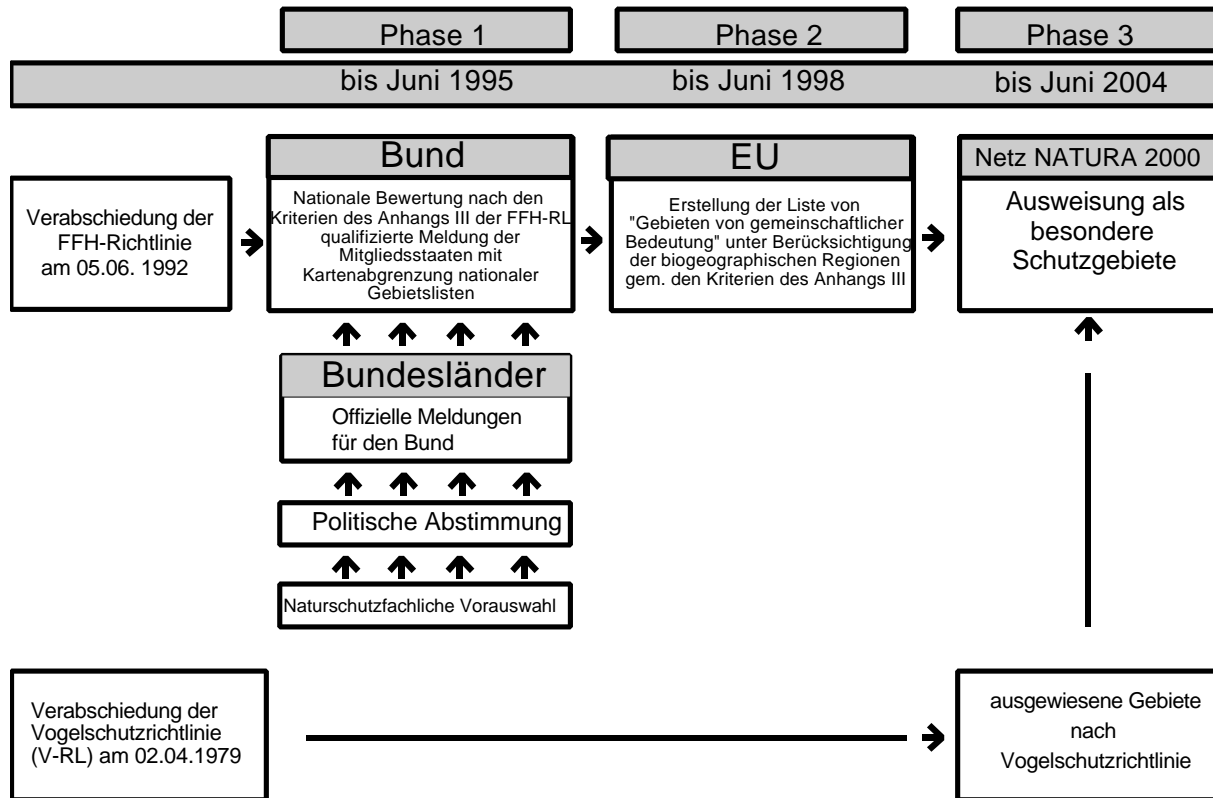 Phase 1
Phase 2
Phase 3
bis Juni 1995
bis Juni 1998
bis Juni 2004
Verabschiedung der
FFH-Richtlinie
am 05.06. 1992
Bund
Nationale Bewertung nach den
Kriterien des Anhangs III der FFH-RL
qualifizierte Meldung der
Mitgliedsstaaten mit
Kartenabgrenzung nationaler
Gebietslisten
EU
Erstellung der Liste von
"Gebieten von gemeinschaftlicher
Bedeutung" unter Berücksichtigung
der biogeographischen Regionen
gem. den Kriterien des Anhangs III
Netz NATURA 2000
Ausweisung als
besondere
Schutzgebiete
Bundesländer
Offizielle Meldungen
für den Bund
Politische Abstimmung
Naturschutzfachliche Vorauswahl
Verabschiedung der
Vogelschutzrichtlinie
(V-RL) am 02.04.1979
ausgewiesene Gebiete
nach
Vogelschutzrichtlinie